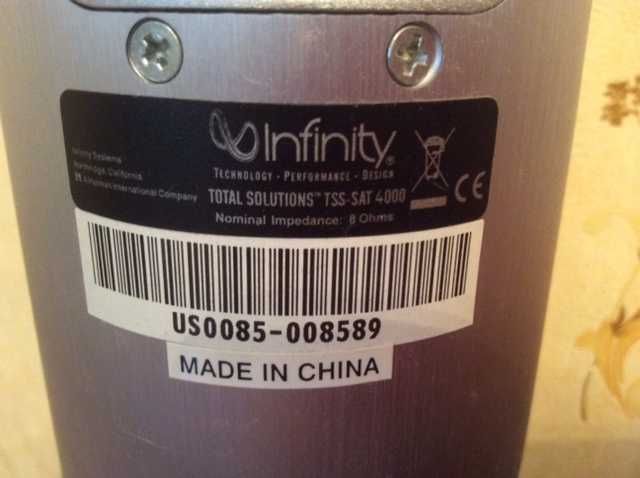 Infinity®
TECHNOLOGY · PERFORMANCE · DESIGN
Infinity Systems
Northridge, California
A Harman International Company
TOTAL SOLUTIONS™ TSS-SAT 4000
Nominal Impedance: 8 Ohms
CE
US0085-008589
MADE IN CHINA